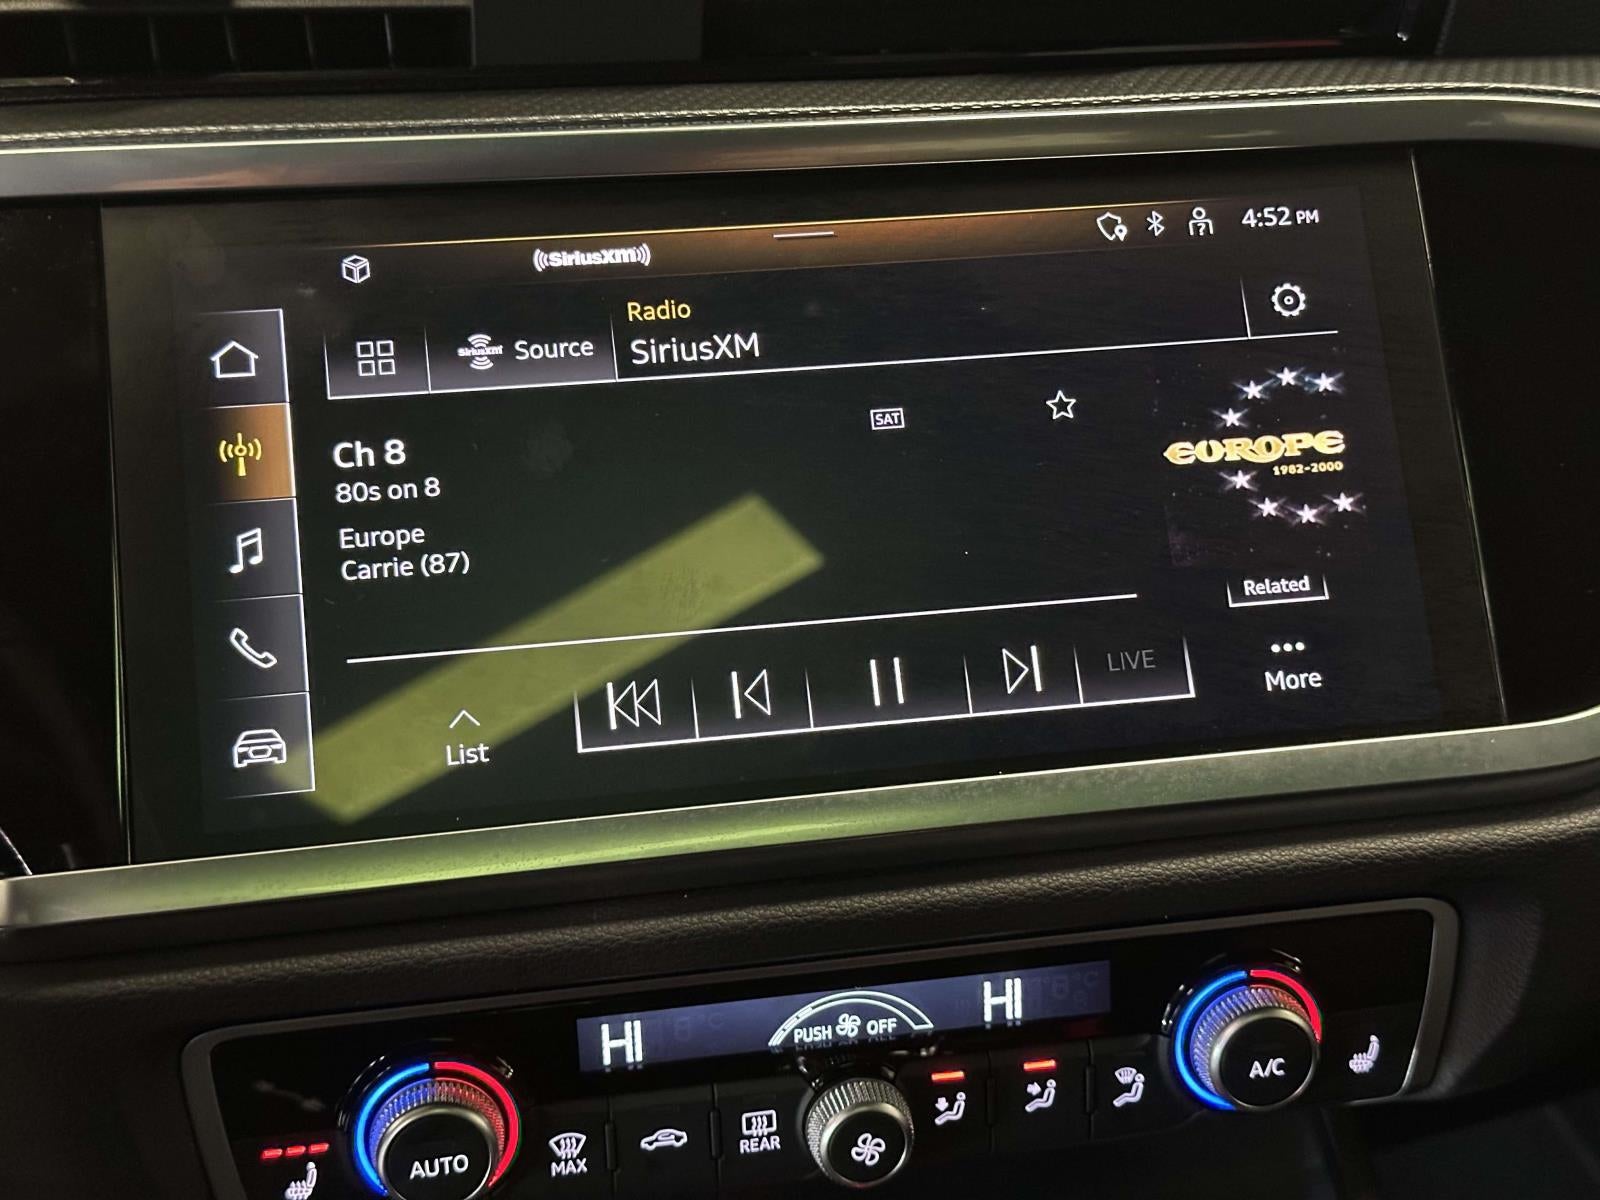 SiriusXM
4:52 PM
Radio
SiriusXM Source
SiriusXM
SAT
Ch 8
80s on 8
Europe
Carrie (87)
EUROPE
1982-2000
Related
LIVE
More
List
HI
PUSH OFF
HI
A/C
AUTO
MAX
REAR